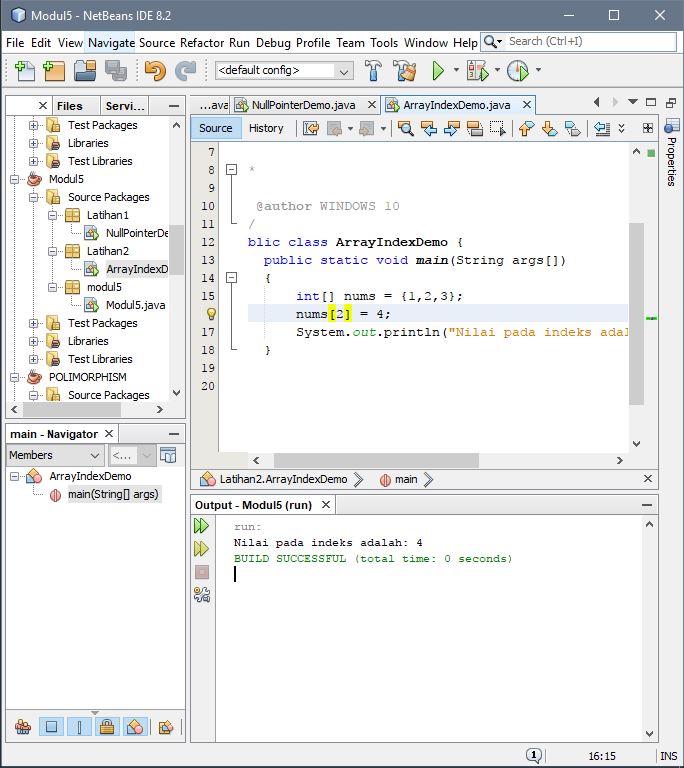 Modul5 - NetBeans IDE 8.2
File Edit View Navigate Source Refactor Run Debug Profile Team Tools Window Help
Search (Ctrl+I)
<default config>
Files
Servi...
Test Packages
Libraries
Test Libraries
Modul5
Source Packages
Latihan1
NullPointerDe
Latihan2
ArrayIndexD
modul5
Modul5.java
Test Packages
Libraries
Test Libraries
POLIMORPHISM
Source Packages
main - Navigator
Members
<...
ArrayIndexDemo
main(String[] args)
...ava
NullPointerDemo.java
ArrayIndexDemo.java
Source
History
7
8 *
9
10 @author WINDOWS 10
11 /
12 blic class ArrayIndexDemo {
13 public static void main(String args[])
14 {
15 int[] nums = {1,2,3};
nums[2] = 4;
17 System.out.println("Nilai pada indeks adal
18 }
19
20
Properties
Latihan2.ArrayIndexDemo
main
Output - Modul5 (run)
run:
Nilai pada indeks adalah: 4
BUILD SUCCESSFUL (total time: 0 seconds)
1
16:15
INS